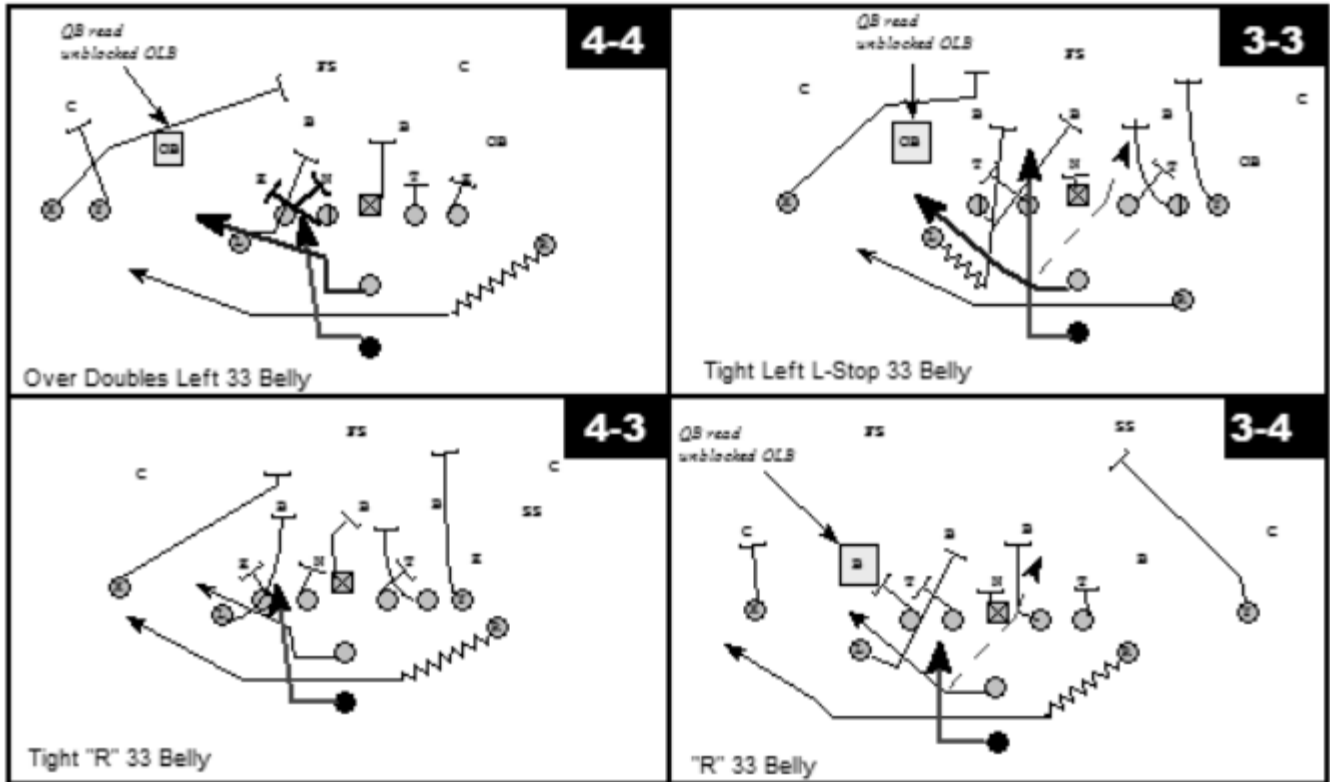 QB read
unblocked OLB
4-4
FS
C
C
B
B
OB
OB
E
N
T
E
Over Doubles Left 33 Belly
QB read
unblocked OLB
3-3
FS
C
C
B
B
B
OB
OB
T
N
T
Tight Left L-Stop 33 Belly
4-3
FS
C
C
B
B
B
SS
E
N
T
E
Tight "R" 33 Belly
QB read
unblocked OLB
FS
SS
3-4
C
B
B
C
B
B
T
N
T
"R" 33 Belly